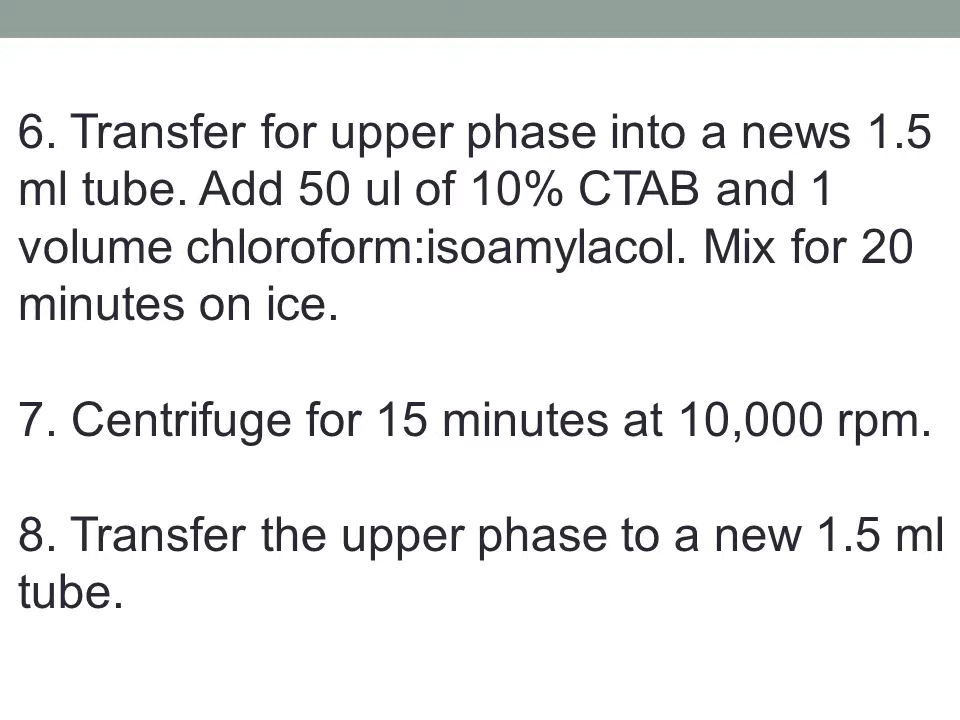 6. Transfer for upper phase into a news 1.5
ml tube. Add 50 ul of 10% CTAB and 1
volume chloroform:isoamylacol. Mix for 20
minutes on ice.
7. Centrifuge for 15 minutes at 10,000 rpm.
8. Transfer the upper phase to a new 1.5 ml
tube.